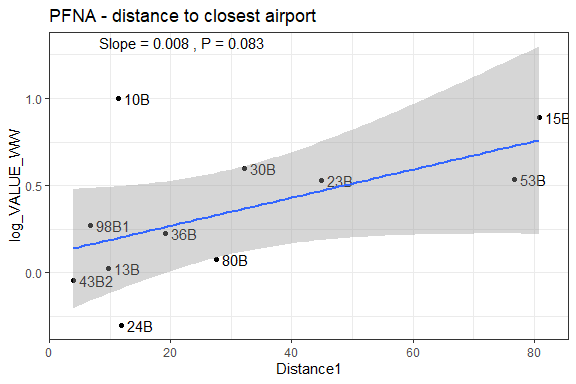 PFNA - distance to closest airport
Slope = 0.008 , P = 0.083
log_VALUE_WW
1.0
0.5
0.0
10B
15B
30B
23B
53B
98B1
36B
80B
13B
43B2
24B
0
20
40
60
80
Distance1